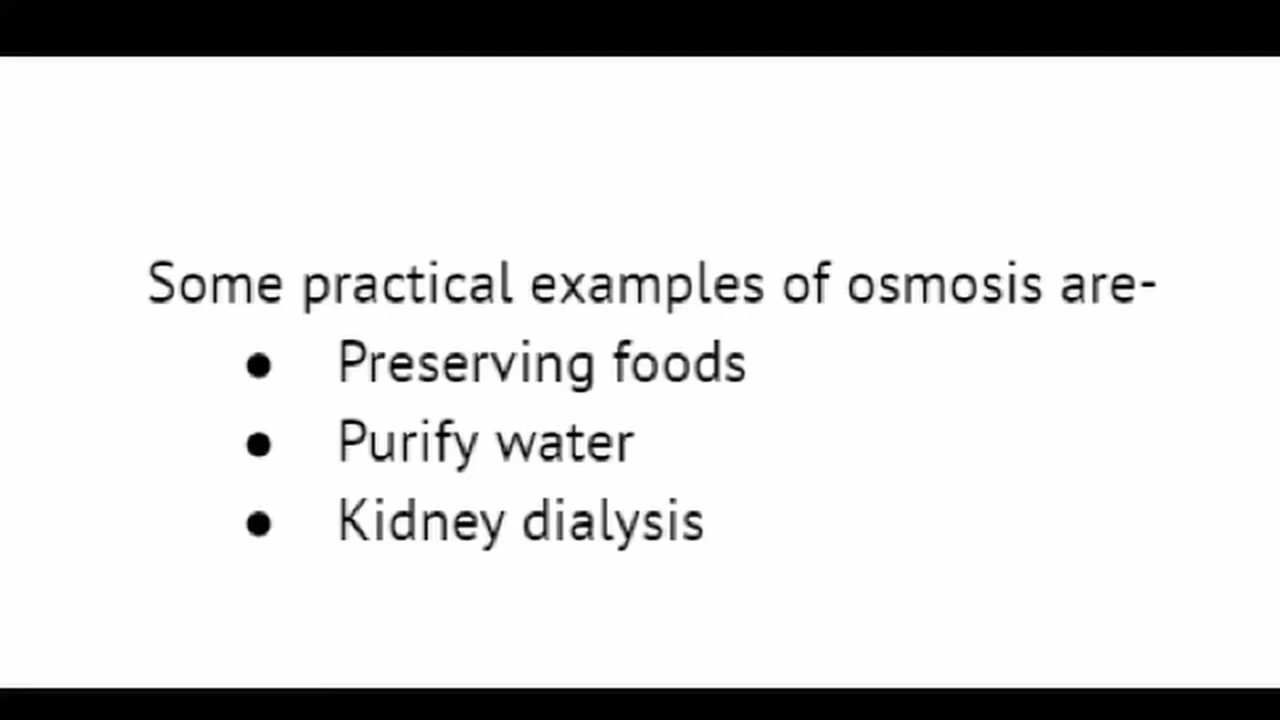 Some practical examples of osmosis are-
● Preserving foods
● Purify water
● Kidney dialysis